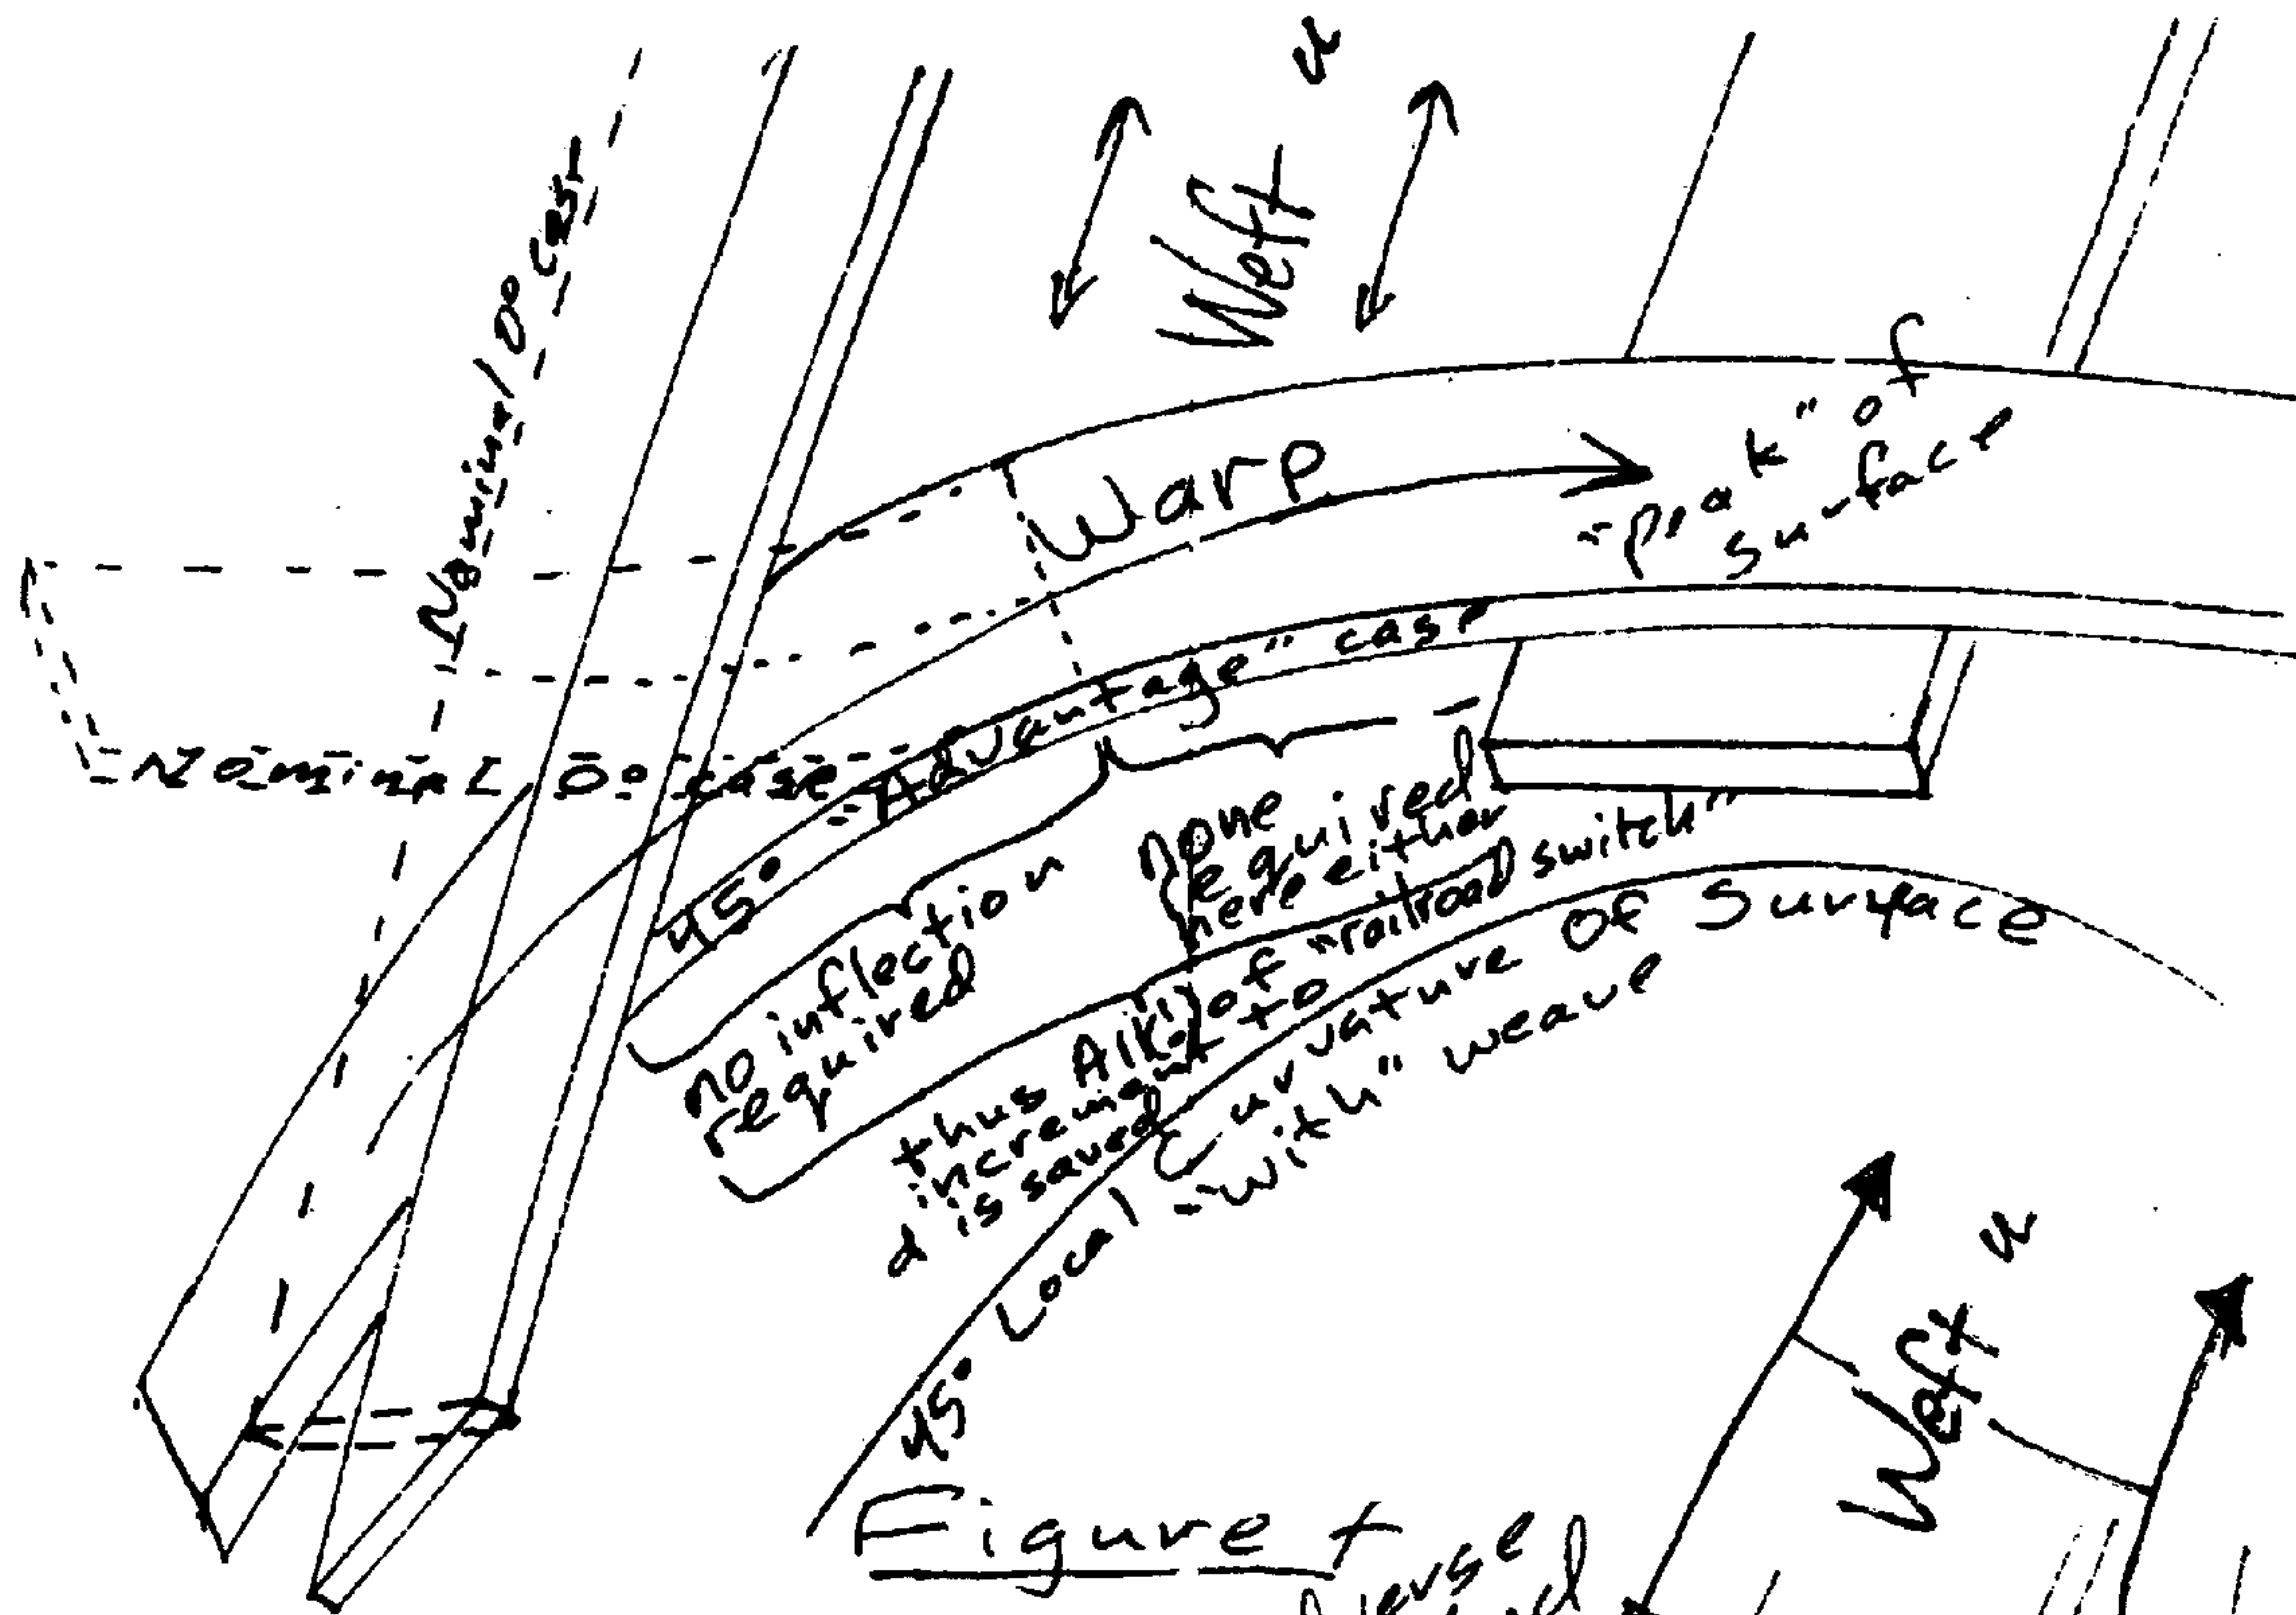 Weft
Nominal 0° case
Warp
"Peak" of
surface
Nominal 0° case
45° "Advantage" case
no inflection
required
none
required
here either
thus A(K) of "railroad switch"
increment to
is saved
45° Local Curvature of Surface
"with" weave
Weft
Figure